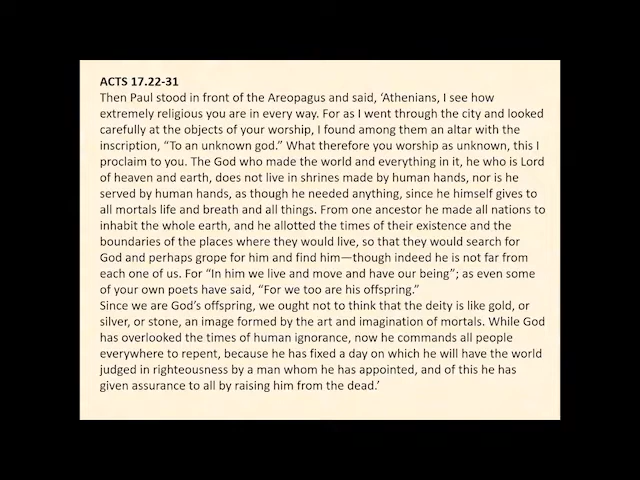 ACTS 17.22-31
Then Paul stood in front of the Areopagus and said, ‘Athenians, I see how
extremely religious you are in every way. For as I went through the city and looked
carefully at the objects of your worship, I found among them an altar with the
inscription, “To an unknown god.” What therefore you worship as unknown, this I
proclaim to you. The God who made the world and everything in it, he who is Lord
of heaven and earth, does not live in shrines made by human hands, nor is he
served by human hands, as though he needed anything, since he himself gives to
all mortals life and breath and all things. From one ancestor he made all nations to
inhabit the whole earth, and he allotted the times of their existence and the
boundaries of the places where they would live, so that they would search for
God and perhaps grope for him and find him—though indeed he is not far from
each one of us. For “In him we live and move and have our being”; as even some
of your own poets have said, “For we too are his offspring.”
Since we are God’s offspring, we ought not to think that the deity is like gold, or
silver, or stone, an image formed by the art and imagination of mortals. While God
has overlooked the times of human ignorance, now he commands all people
everywhere to repent, because he has fixed a day on which he will have the world
judged in righteousness by a man whom he has appointed, and of this he has
given assurance to all by raising him from the dead.’